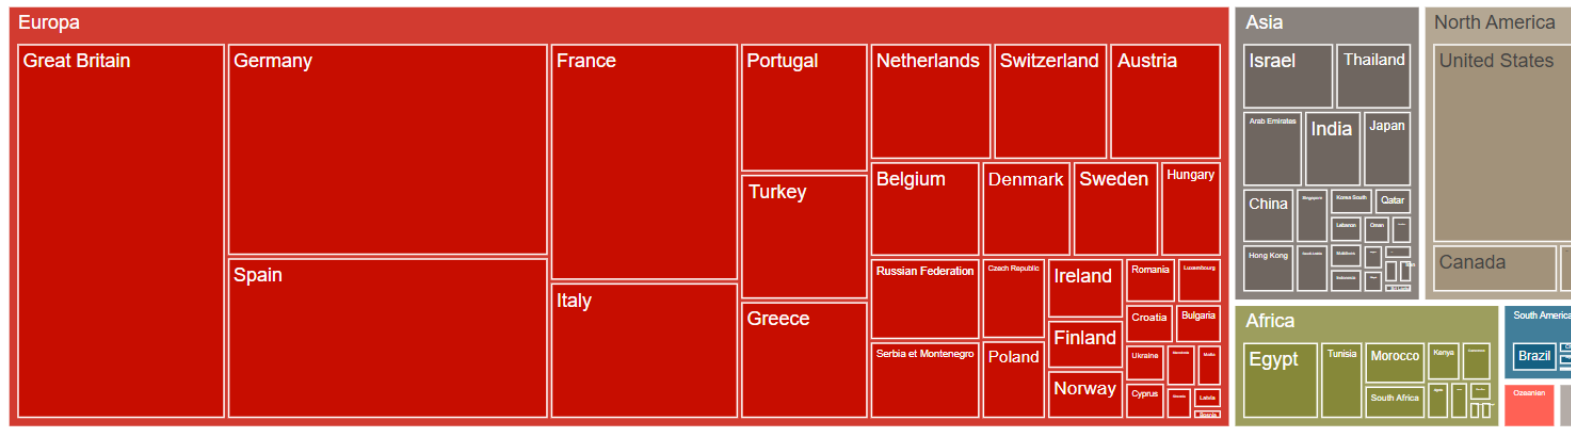 Europa
Great Britain
Germany
Spain
France
Italy
Portugal
Turkey
Greece
Netherlands
Switzerland
Austria
Belgium
Denmark
Sweden
Hungary
Russian Federation
Serbia et Montenegro
Czech Republic
Poland
Ireland
Finland
Norway
Romania
Luxembourg
Croatia
Bulgaria
Ukraine
Malta
Cyprus
Latvia
Asia
Israel
Thailand
Arab Emirates
India
Japan
China
Singapore
Korea South
Qatar
Lebanon
Oman
Hong Kong
North America
United States
Canada
Africa
Egypt
Tunisia
Morocco
South Africa
Kenya
South America
Brazil
Ozeanien